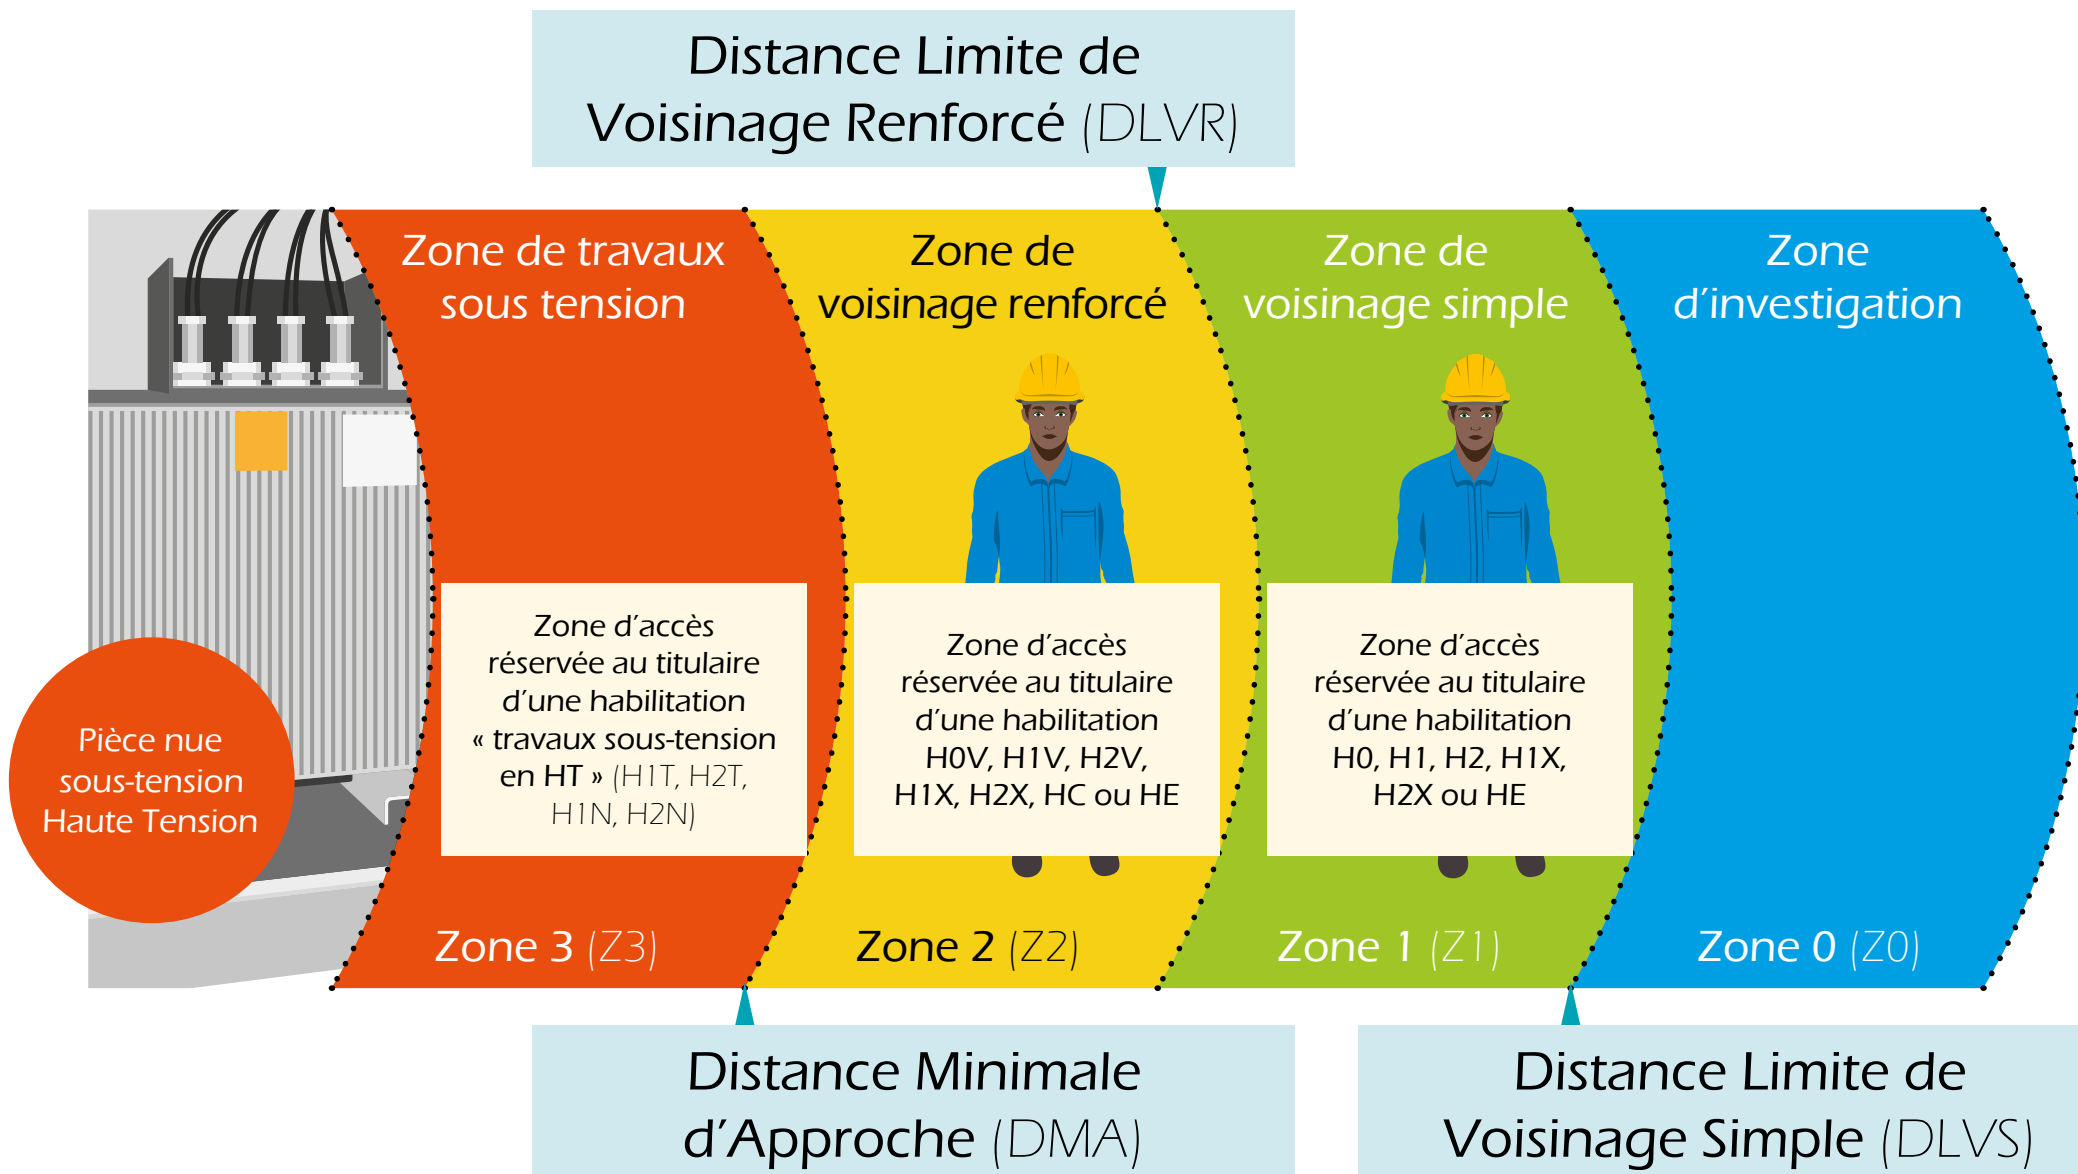 Distance Limite de
Voisinage Renforcé (DLVR)
Zone de travaux
sous tension
Zone de
voisinage renforcé
Zone de
voisinage simple
Zone
d'investigation
Pièce nue
sous-tension
Haute Tension
Zone d'accès
réservée au titulaire
d'une habilitation
« travaux sous-tension
en HT » (H1T, H2T,
H1N, H2N)
Zone d'accès
réservée au titulaire
d'une habilitation
H0V, H1V, H2V,
H1X, H2X, HC ou HE
Zone d'accès
réservée au titulaire
d'une habilitation
H0, H1, H2, H1X,
H2X ou HE
Zone 3 (Z3)
Zone 2 (Z2)
Zone 1 (Z1)
Zone 0 (Z0)
Distance Minimale
d'Approche (DMA)
Distance Limite de
Voisinage Simple (DLVS)